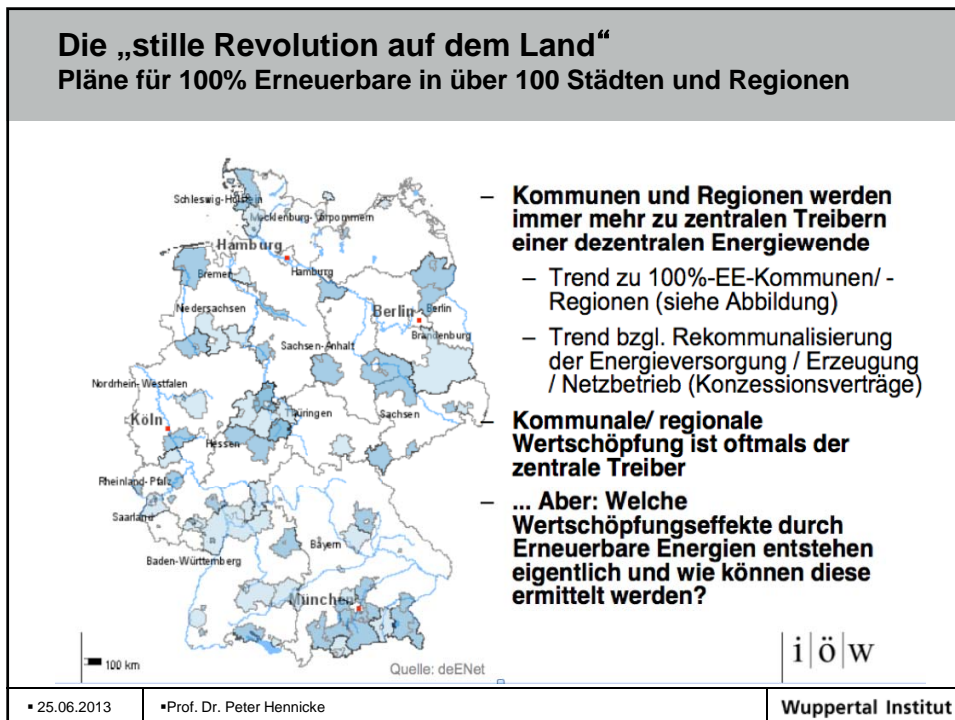 Die „stille Revolution auf dem Land“
Pläne für 100% Erneuerbare in über 100 Städten und Regionen
Schleswig-Holstein
Mecklenburg-Vorpommern
Hamburg
Hamburg
Bremen
Niedersachsen
Berlin
Berlin
Brandenburg
Sachsen-Anhalt
Nordrhein-Westfalen
Köln
Thüringen
Sachsen
Hessen
Rheinland-Pfalz
Saarland
Bayern
Baden-Württemberg
München
100 km
Quelle: deENet
– Kommunen und Regionen werden
immer mehr zu zentralen Treibern
einer dezentralen Energiewende
– Trend zu 100%-EE-Kommunen/ -
Regionen (siehe Abbildung)
– Trend bzgl. Rekommunalisierung
der Energieversorgung / Erzeugung
/ Netzbetrieb (Konzessionsverträge)
– Kommunale/ regionale
Wertschöpfung ist oftmals der
zentrale Treiber
– ... Aber: Welche
Wertschöpfungseffekte durch
Erneuerbare Energien entstehen
eigentlich und wie können diese
ermittelt werden?
i|ö|w
▪ 25.06.2013
▪Prof. Dr. Peter Hennicke
Wuppertal Institut